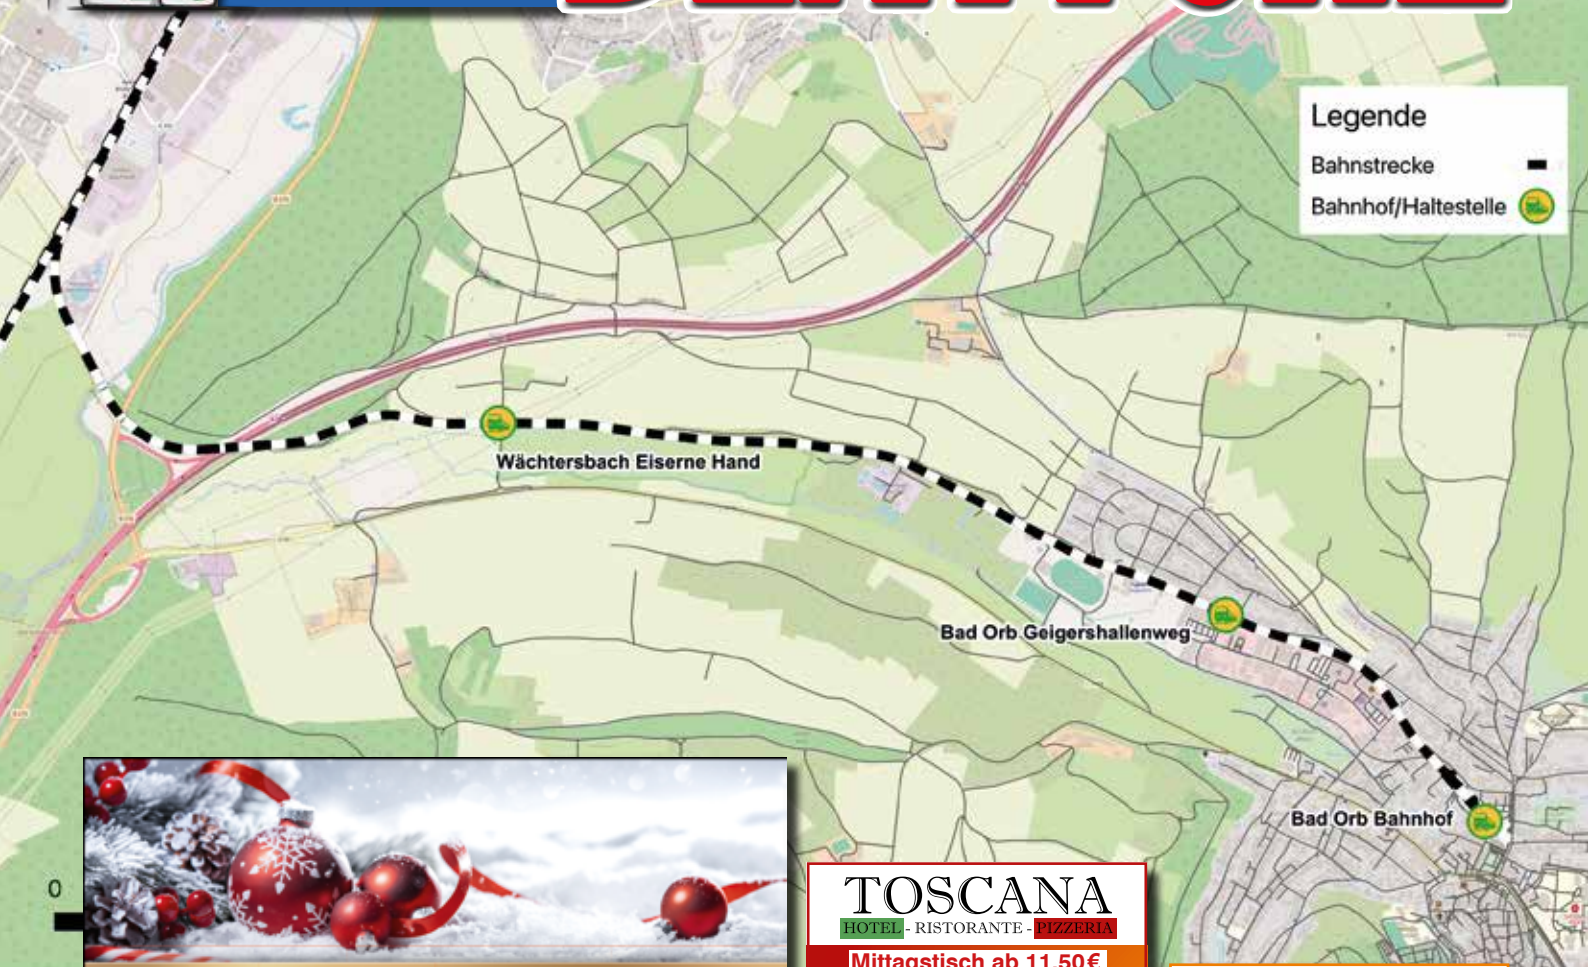 Legende
Bahnstrecke
Bahnhof/Haltestelle
Wächtersbach Eiserne Hand
Bad Orb Geigershallenweg
Bad Orb Bahnhof
0
TOSCANA
HOTEL - RISTORANTE - PIZZERIA
Mittagstisch ab 11,50€